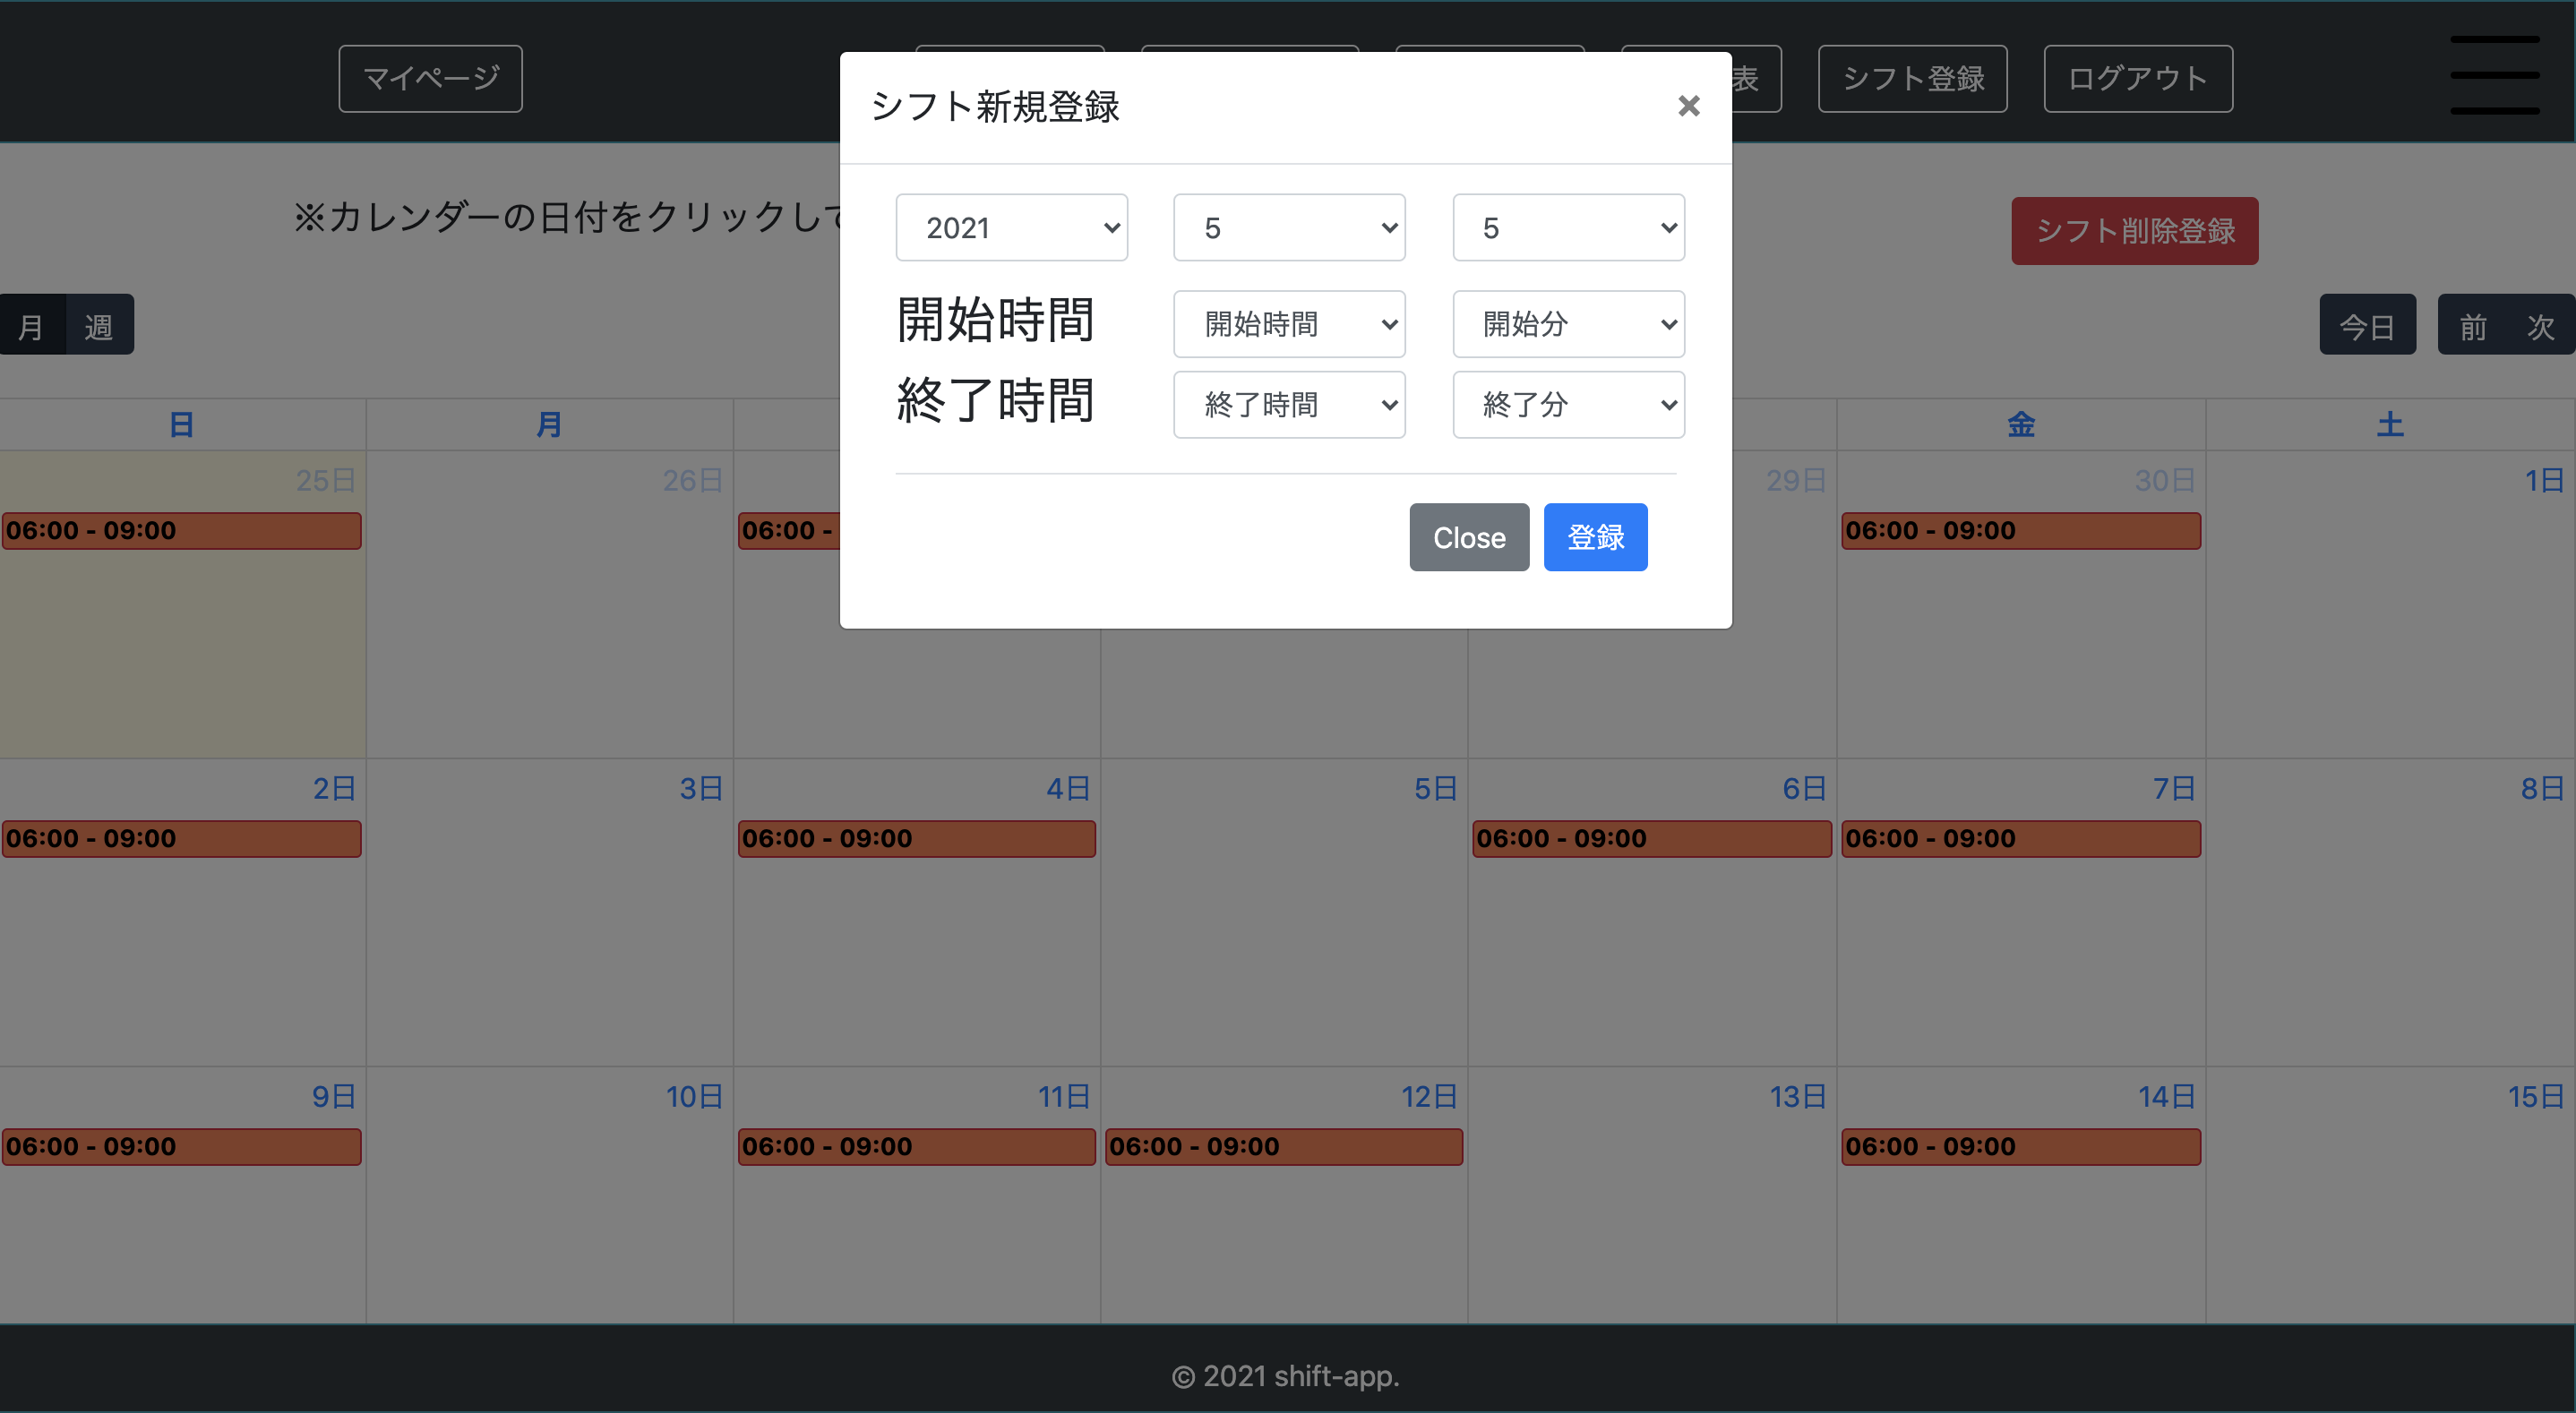 マイページ
表
シフト登録
ログアウト
シフト新規登録
×
※カレンダーの日付をクリックして
2021
5
5
シフト削除登録
開始時間
開始時間
開始分
月
週
今日
前
次
終了時間
終了時間
終了分
日
月
金
土
25日
26日
29日
30日
1日
06:00 - 09:00
06:00 -
06:00 - 09:00
Close
登録
2日
3日
4日
5日
6日
7日
8日
06:00 - 09:00
06:00 - 09:00
06:00 - 09:00
06:00 - 09:00
9日
10日
11日
12日
13日
14日
15日
06:00 - 09:00
06:00 - 09:00
06:00 - 09:00
06:00 - 09:00
© 2021 shift-app.